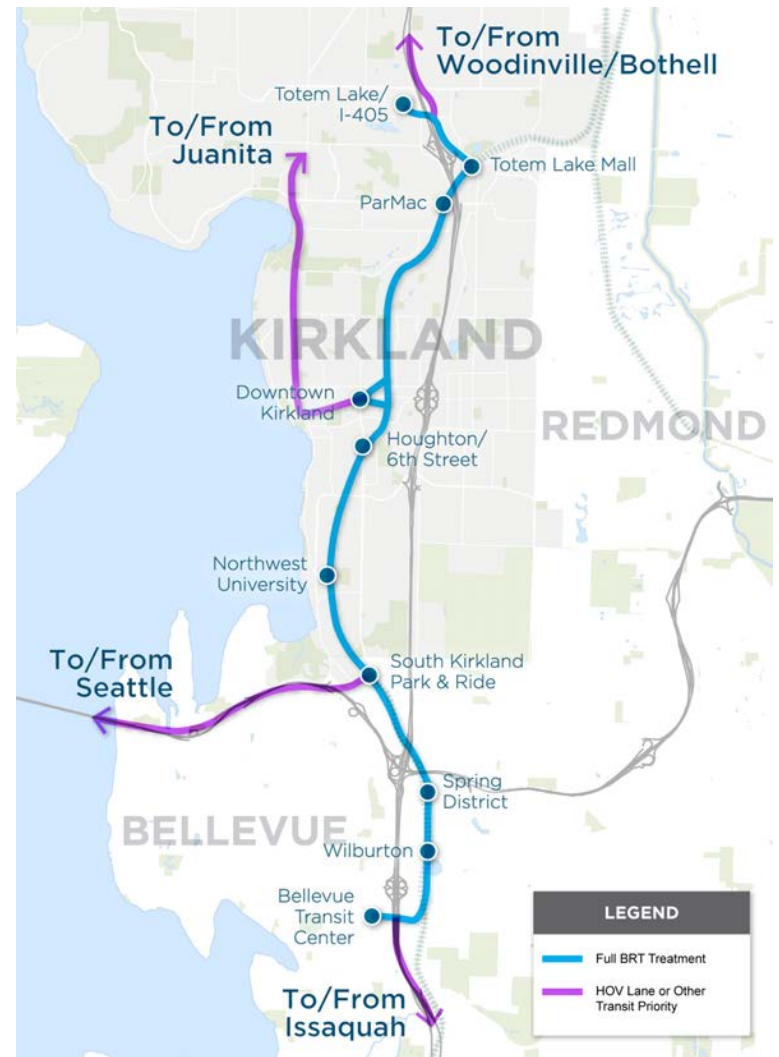 To/From
Woodinville/Bothell
Totem Lake/
I-405
To/From
Juanita
Totem Lake Mall
ParMac
KIRKLAND
Downtown
Kirkland
REDMOND
Houghton/
6th Street
Northwest
University
To/From
Seattle
South Kirkland
Park & Ride
Spring
District
BELLEVUE
Wilburton
Bellevue
Transit
Center
To/From
Issaquah
LEGEND
Full BRT Treatment
HOV Lane or Other
Transit Priority